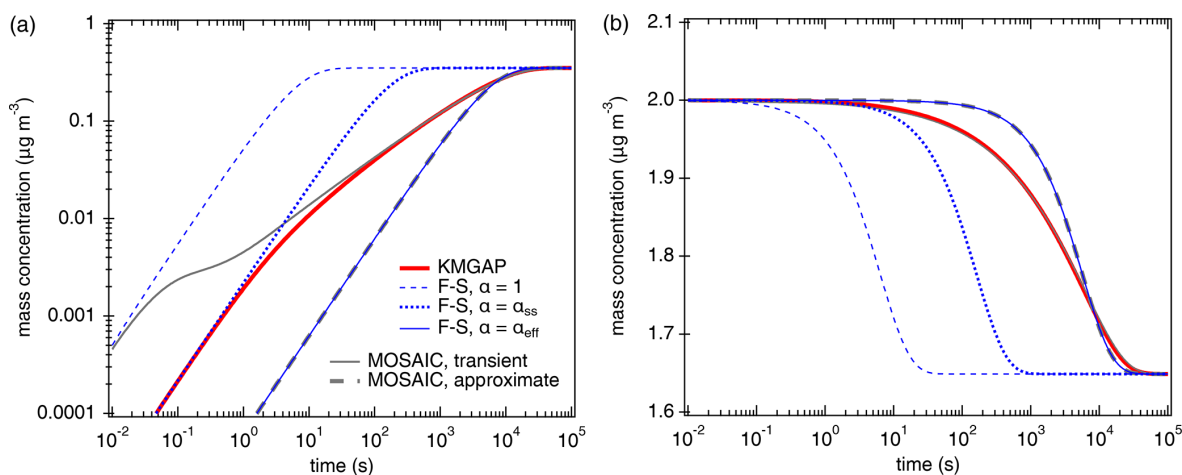 (a)
mass concentration (µg m⁻³)
1
0.1
0.01
0.001
0.0001
10⁻² 10⁻¹ 10⁰ 10¹ 10² 10³ 10⁴ 10⁵
time (s)
KMGAP
F-S, α = 1
F-S, α = αss
F-S, α = αeff
MOSAIC, transient
MOSAIC, approximate
(b)
mass concentration (µg m⁻³)
2.1
2.0
1.9
1.8
1.7
1.6
10⁻² 10⁻¹ 10⁰ 10¹ 10² 10³ 10⁴ 10⁵
time (s)